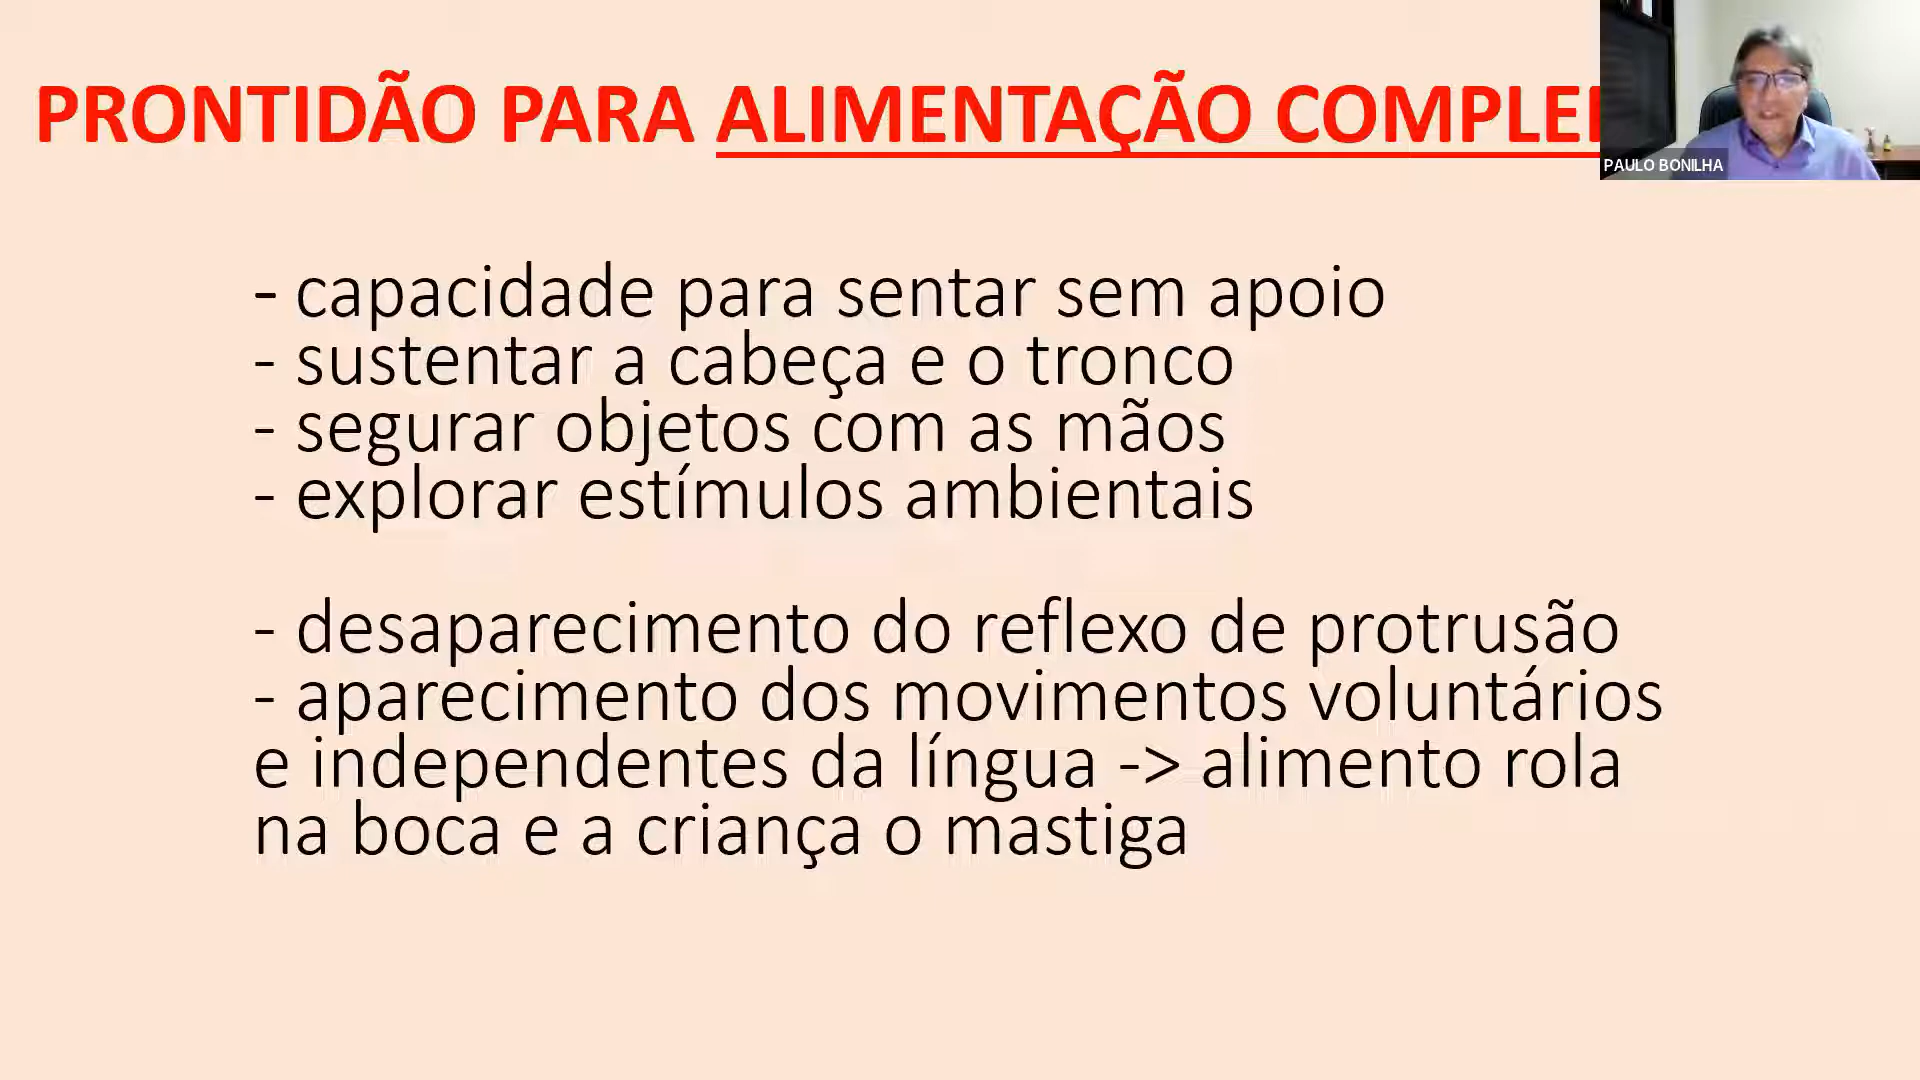 PRONTIDÃO PARA ALIMENTAÇÃO COMPLE
PAULO BONILHA
- capacidade para sentar sem apoio
- sustentar a cabeça e o tronco
- segurar objetos com as mãos
- explorar estímulos ambientais
- desaparecimento do reflexo de protrusão
- aparecimento dos movimentos voluntários
e independentes da língua -> alimento rola
na boca e a criança o mastiga